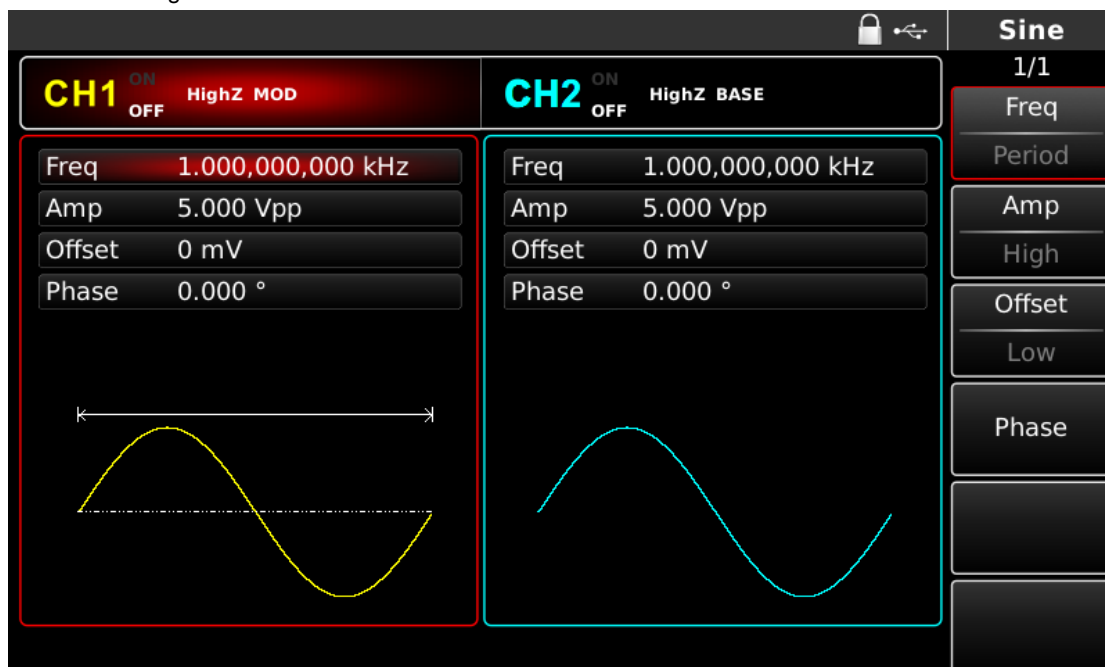 Sine
1/1
CH1 ON OFF HighZ MOD
CH2 ON OFF HighZ BASE
Freq 1.000,000,000 kHz
Amp 5.000 Vpp
Offset 0 mV
Phase 0.000 °
Freq 1.000,000,000 kHz
Amp 5.000 Vpp
Offset 0 mV
Phase 0.000 °
Freq
Period
Amp
High
Offset
Low
Phase